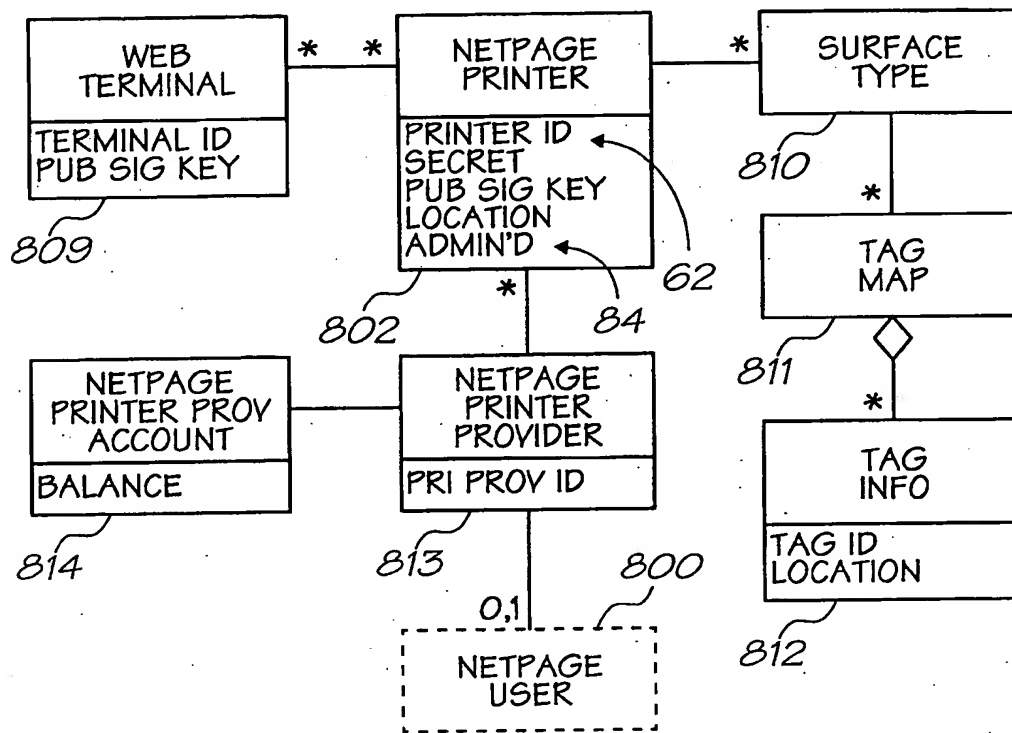 WEB
TERMINAL
TERMINAL ID
PUB SIG KEY
809
* *
NETPAGE
PRINTER
PRINTER ID
SECRET
PUB SIG KEY
LOCATION
ADMIN'D
802
62
84
*
*
SURFACE
TYPE
810
*
TAG
MAP
811
*
TAG
INFO
TAG ID
LOCATION
812
NETPAGE
PRINTER PROV
ACCOUNT
BALANCE
814
NETPAGE
PRINTER
PROVIDER
PRI PROV ID
813
800
0,1
NETPAGE
USER